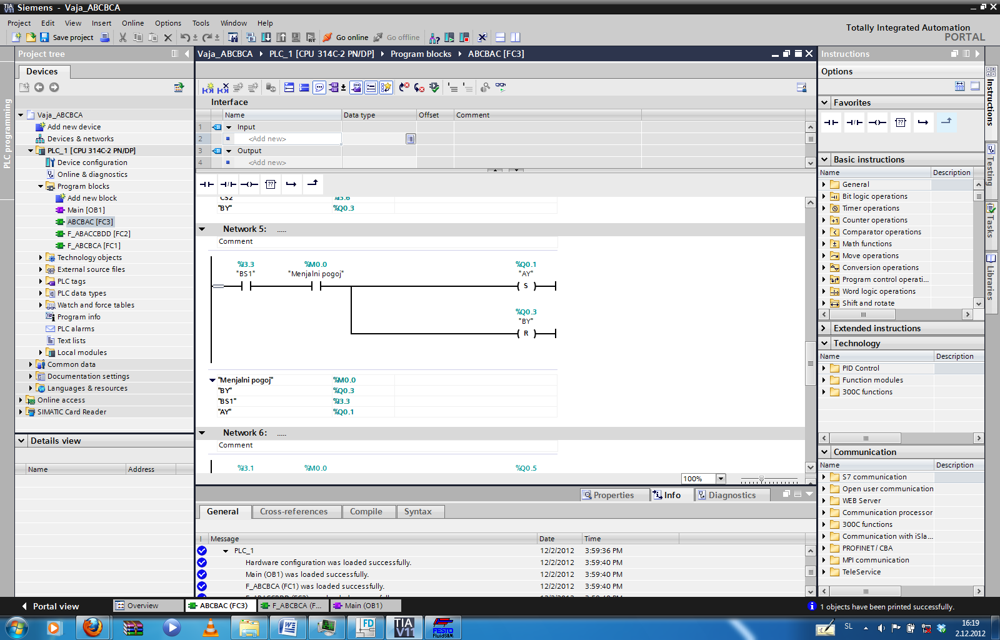 Siemens - Vaja_ABCBCA
Project Edit View Insert Online Options Tools Window Help
Save project Go online Go offline
Totally Integrated Automation
PORTAL
Project tree
Vaja_ABCBCA PLC_1 [CPU 314C-2 PN/DP] Program blocks ABCBAC [FC3]
Instructions
Devices
Options
PLC programming
Vaja_ABCBCA
Add new device
Devices & networks
PLC_1 [CPU 314C-2 PN/DP]
Device configuration
Online & diagnostics
Program blocks
Add new block
Main [OB1]
ABCBAC [FC3]
F_ABACCBDD [FC2]
F_ABCBCA [FC1]
Technology objects
External source files
PLC tags
PLC data types
Watch and force tables
Program info
PLC alarms
Text lists
Local modules
Common data
Documentation settings
Languages & resources
Online access
SIMATIC Card Reader
Details view
Name Address
Interface
Name Data type Offset Comment
1 Input
2 <Add new>
3 Output
4 <Add new>
"CS2" %I3.6
"BY" %Q0.3
Network 5: .....
Comment
%I3.3 %M0.0 %Q0.1
"BS1" "Menjalni pogoj" "AY"
S
%Q0.3
"BY"
R
"Menjalni pogoj" %M0.0
"BY" %Q0.3
"BS1" %I3.3
"AY" %Q0.1
Network 6: .....
Comment
%I3.1 %M0.0 %Q0.5
100%
Properties Info Diagnostics
General Cross-references Compile Syntax
! Message Date Time
PLC_1 12/2/2012 3:59:36 PM
Hardware configuration was loaded successfully. 12/2/2012 3:59:40 PM
Main (OB1) was loaded successfully. 12/2/2012 3:59:40 PM
F_ABCBCA (FC1) was loaded successfully. 12/2/2012 3:59:40 PM
F_ABACCBDD (FC2) was loaded successfully. 12/2/2012 3:59:40 PM
Favorites
Basic instructions
Name Description
General
Bit logic operations
Timer operations
Counter operations
Comparator operations
Math functions
Move operations
Conversion operations
Program control operati...
Word logic operations
Shift and rotate
Extended instructions
Technology
Name Description
PID Control
Function modules
300C functions
Communication
Name Description
S7 communication
Open user communication
WEB Server
Communication processor
300C functions
Communication with iSla...
PROFINET / CBA
MPI communication
TeleService
Instructions
Testing
Tasks
Libraries
Portal view Overview ABCBAC (FC3) F_ABCBCA (F... Main (OB1)
1 objects have been printed successfully.
FD
TIA
V11
FESTO
FluidSIM
SL
16:19
2.12.2012